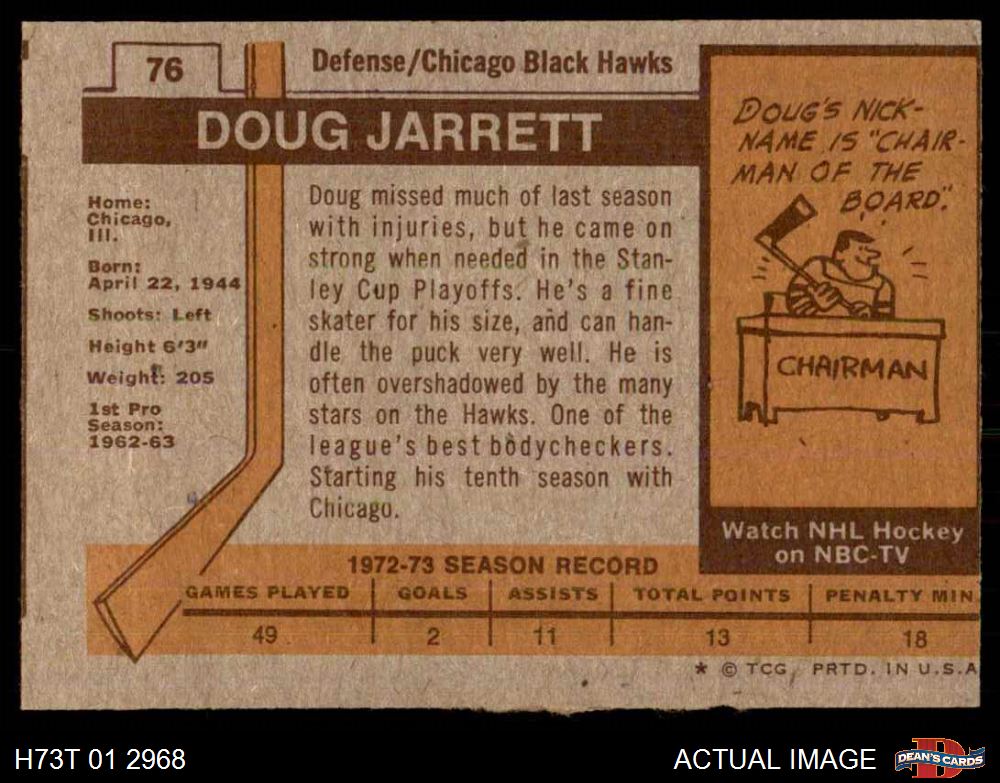 76
Defense/Chicago Black Hawks
DOUG JARRETT
Home:
Chicago,
Ill.
Born:
April 22, 1944
Shoots: Left
Height 6'3"
Weight: 205
1st Pro
Season:
1962-63
Doug missed much of last season
with injuries, but he came on
strong when needed in the Stan-
ley Cup Playoffs. He's a fine
skater for his size, and can han-
dle the puck very well. He is
often overshadowed by the many
stars on the Hawks. One of the
league's best bodycheckers.
Starting his tenth season with
Chicago.
DOUG'S NICK-
NAME IS "CHAIR-
MAN OF THE
BOARD."
CHAIRMAN
Watch NHL Hockey
on NBC-TV
1972-73 SEASON RECORD
GAMES PLAYED GOALS ASSISTS TOTAL POINTS PENALTY MIN
49 2 11 13 18
* © TCG, PRTD. IN U.S.A
H73T 01 2968 ACTUAL IMAGE
D
DEAN'S CARDS